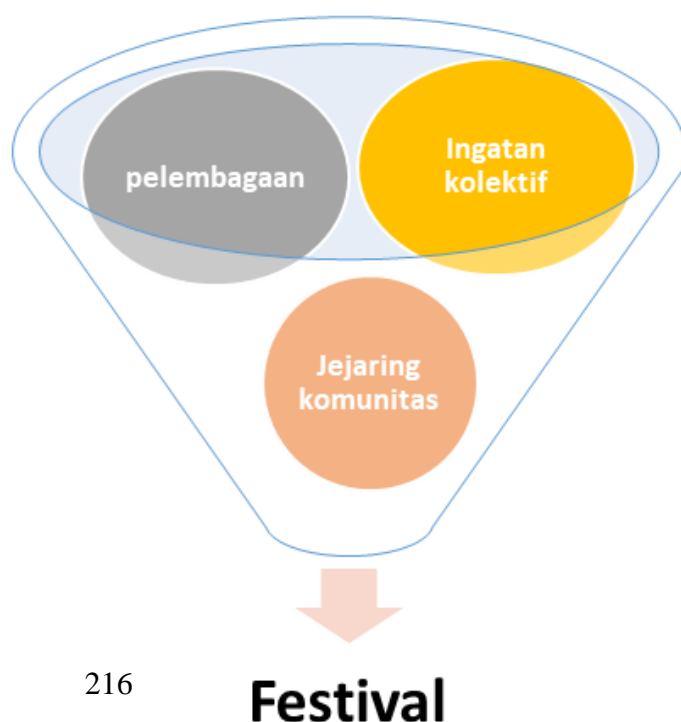 pelembagaan
Ingatan
kolektif
Jejaring
komunitas
216
Festival